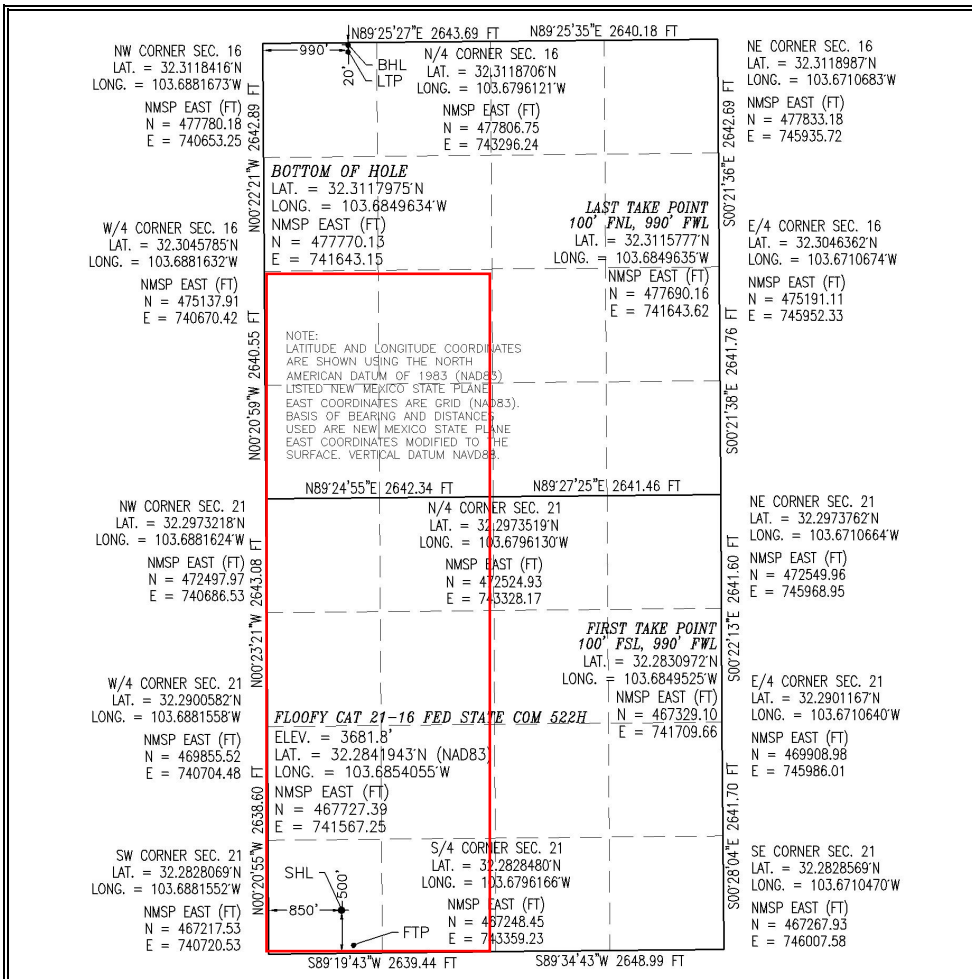 N89°25'27"E 2643.69 FT
N89°25'35"E 2640.18 FT
NW CORNER SEC. 16
LAT. = 32.3118416°N
LONG. = 103.6881673°W
NMSP EAST (FT)
N = 477780.18
E = 740653.25
990'
20'
BHL
LTP
N/4 CORNER SEC. 16
LAT. = 32.3118706°N
LONG. = 103.6796121°W
NMSP EAST (FT)
N = 477806.75
E = 743296.24
NE CORNER SEC. 16
LAT. = 32.3118987°N
LONG. = 103.6710683°W
NMSP EAST (FT)
N = 477833.18
E = 745935.72
N00°22'21"W 2642.89 FT
S00°21'36"E 2642.69 FT
BOTTOM OF HOLE
LAT. = 32.3117975°N
LONG. = 103.6849634°W
NMSP EAST (FT)
N = 477770.13
E = 741643.15
LAST TAKE POINT
100' FNL, 990' FWL
LAT. = 32.3115777°N
LONG. = 103.6849635°W
NMSP EAST (FT)
N = 477690.16
E = 741643.62
W/4 CORNER SEC. 16
LAT. = 32.3045785°N
LONG. = 103.6881632°W
NMSP EAST (FT)
N = 475137.91
E = 740670.42
E/4 CORNER SEC. 16
LAT. = 32.3046362°N
LONG. = 103.6710674°W
NMSP EAST (FT)
N = 475191.11
E = 745952.33
N00°20'59"W 2640.55 FT
S00°21'38"E 2641.76 FT
NOTE:
LATITUDE AND LONGITUDE COORDINATES
ARE SHOWN USING THE NORTH
AMERICAN DATUM OF 1983 (NAD83)
LISTED NEW MEXICO STATE PLANE
EAST COORDINATES ARE GRID (NAD83).
BASIS OF BEARING AND DISTANCES
USED ARE NEW MEXICO STATE PLANE
EAST COORDINATES MODIFIED TO THE
SURFACE. VERTICAL DATUM NAVD88.
N89°24'55"E 2642.34 FT
N89°27'25"E 2641.46 FT
NW CORNER SEC. 21
LAT. = 32.2973218°N
LONG. = 103.6881624°W
NMSP EAST (FT)
N = 472497.97
E = 740686.53
N/4 CORNER SEC. 21
LAT. = 32.2973519°N
LONG. = 103.6796130°W
NMSP EAST (FT)
N = 472524.93
E = 743328.17
NE CORNER SEC. 21
LAT. = 32.2973762°N
LONG. = 103.6710664°W
NMSP EAST (FT)
N = 472549.96
E = 745968.95
N00°23'21"W 2643.08 FT
S00°22'13"E 2641.60 FT
FIRST TAKE POINT
100' FSL, 990' FWL
LAT. = 32.2830972°N
LONG. = 103.6849525°W
NMSP EAST (FT)
N = 467329.10
E = 741709.66
W/4 CORNER SEC. 21
LAT. = 32.2900582°N
LONG. = 103.6881558°W
NMSP EAST (FT)
N = 469855.52
E = 740704.48
FLOOFY CAT 21-16 FED STATE COM 522H
ELEV. = 3681.8'
LAT. = 32.2841943°N (NAD83)
LONG. = 103.6854055°W
NMSP EAST (FT)
N = 467727.39
E = 741567.25
E/4 CORNER SEC. 21
LAT. = 32.2901167°N
LONG. = 103.6710640°W
NMSP EAST (FT)
N = 469908.98
E = 745986.01
N00°20'55"W 2638.60 FT
S00°28'04"E 2641.70 FT
SW CORNER SEC. 21
LAT. = 32.2828069°N
LONG. = 103.6881552°W
NMSP EAST (FT)
N = 467217.53
E = 740720.53
SHL
500'
850'
FTP
S/4 CORNER SEC. 21
LAT. = 32.2828480°N
LONG. = 103.6796166°W
NMSP EAST (FT)
N = 467248.45
E = 743359.23
SE CORNER SEC. 21
LAT. = 32.2828569°N
LONG. = 103.6710470°W
NMSP EAST (FT)
N = 467267.93
E = 746007.58
S89°19'43"W 2639.44 FT
S89°34'43"W 2648.99 FT